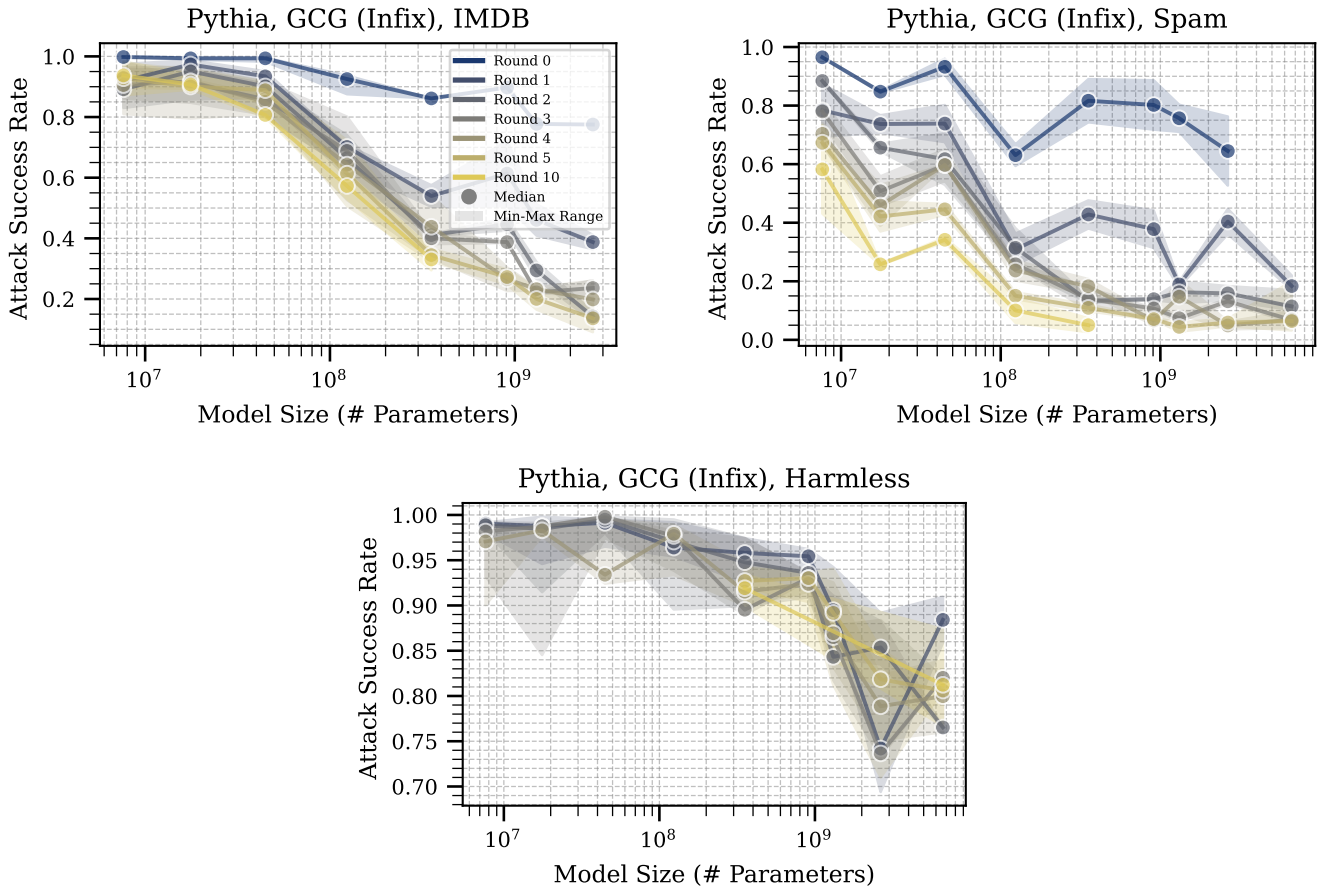 Pythia, GCG (Infix), IMDB
Attack Success Rate
1.0
0.8
0.6
0.4
0.2
10^7
10^8
10^9
Model Size (# Parameters)
Round 0
Round 1
Round 2
Round 3
Round 4
Round 5
Round 10
Median
Min-Max Range
Pythia, GCG (Infix), Spam
Attack Success Rate
1.0
0.8
0.6
0.4
0.2
0.0
10^7
10^8
10^9
Model Size (# Parameters)
Pythia, GCG (Infix), Harmless
Attack Success Rate
1.00
0.95
0.90
0.85
0.80
0.75
0.70
10^7
10^8
10^9
Model Size (# Parameters)